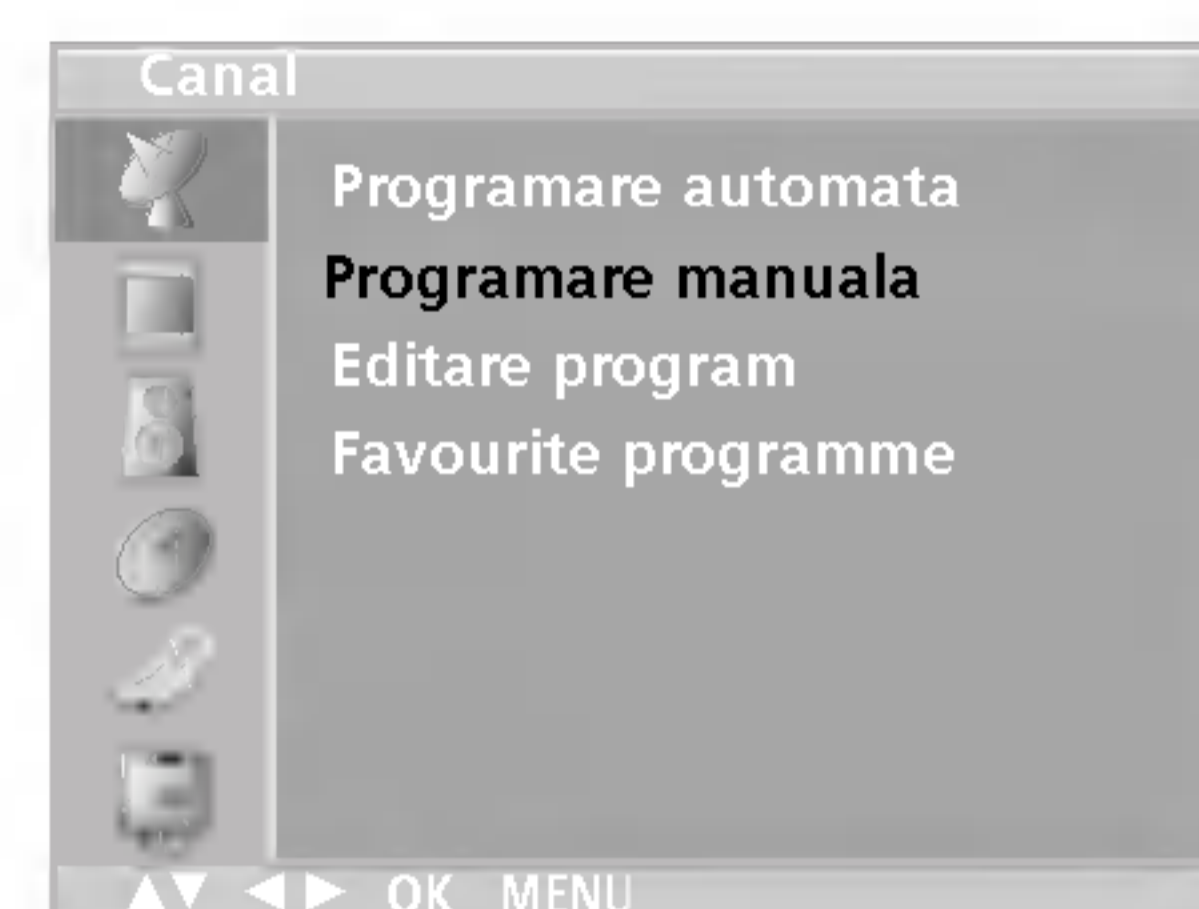 Canal
Programare automata
Programare manuala
Editare program
Favourite programme
▲▼ ◀ ▶ OK MENU